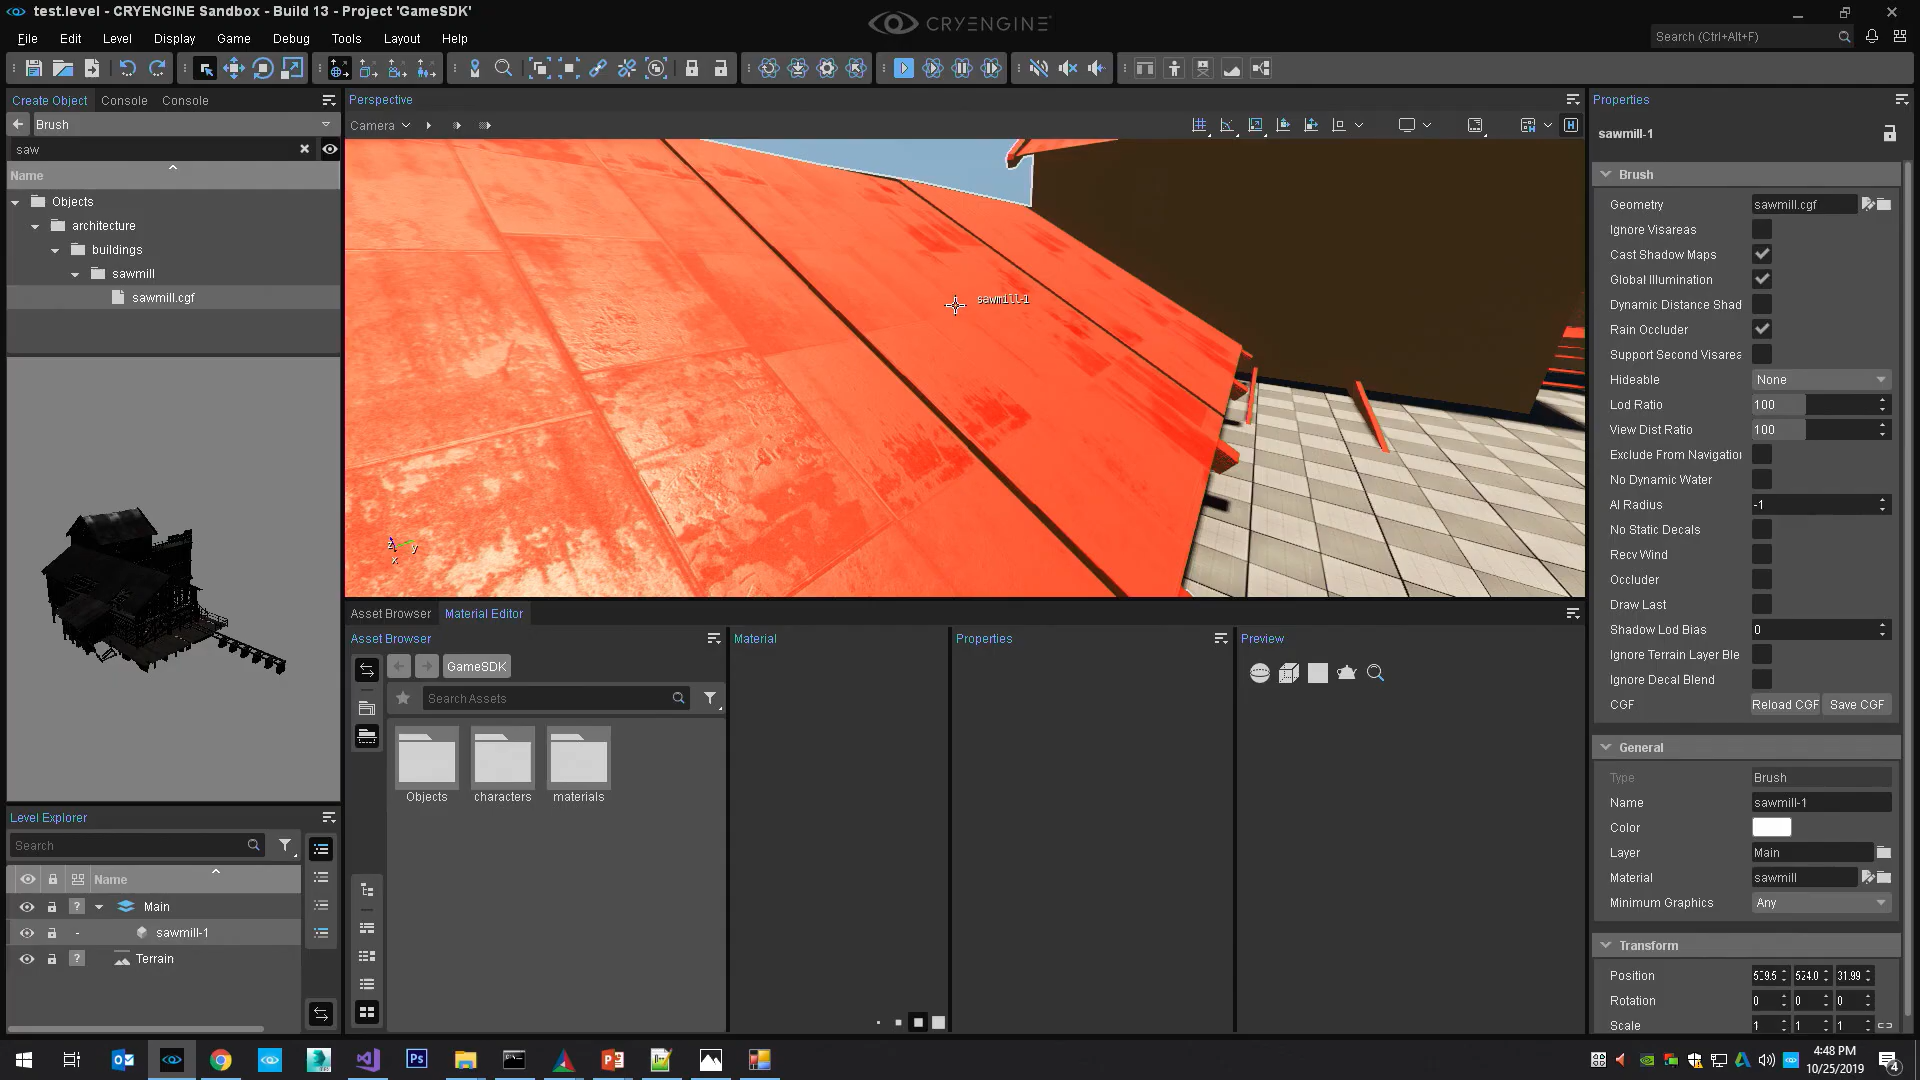 test.level - CRYENGINE Sandbox - Build 13 - Project 'GameSDK'
CRYENGINE
File Edit Level Display Game Debug Tools Layout Help
Search (Ctrl+Alt+F)
Create Object Console Console
Brush
saw
Name
Objects
architecture
buildings
sawmill
sawmill.cgf
Perspective
Camera
sawmill-1
z y
x
Level Explorer
Search
Name
? Main
- sawmill-1
? Terrain
Asset Browser Material Editor
Asset Browser
GameSDK
Search Assets
Objects characters materials
Material
Properties
Preview
Properties
sawmill-1
Brush
Geometry sawmill.cgf
Ignore Visareas
Cast Shadow Maps
Global Illumination
Dynamic Distance Shad
Rain Occluder
Support Second Visarea
Hideable None
Lod Ratio 100
View Dist Ratio 100
Exclude From Navigation
No Dynamic Water
AI Radius -1
No Static Decals
Recv Wind
Occluder
Draw Last
Shadow Lod Bias 0
Ignore Terrain Layer Ble
Ignore Decal Blend
CGF Reload CGF Save CGF
General
Type Brush
Name sawmill-1
Color
Layer Main
Material sawmill
Minimum Graphics Any
Transform
Position 524.0 31.99
Rotation 0 0 0
Scale 1 1 1
Ps
4:48 PM
10/25/2019
4